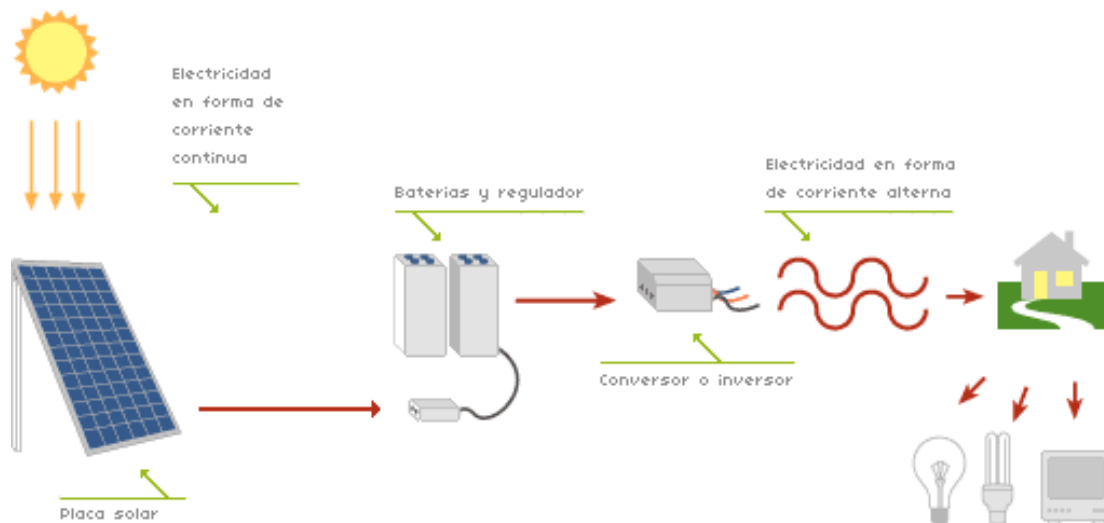 Electricidad
en forma de
corriente
continua
Baterias y regulador
Electricidad en forma
de corriente alterna
Conversor o inversor
Placa solar